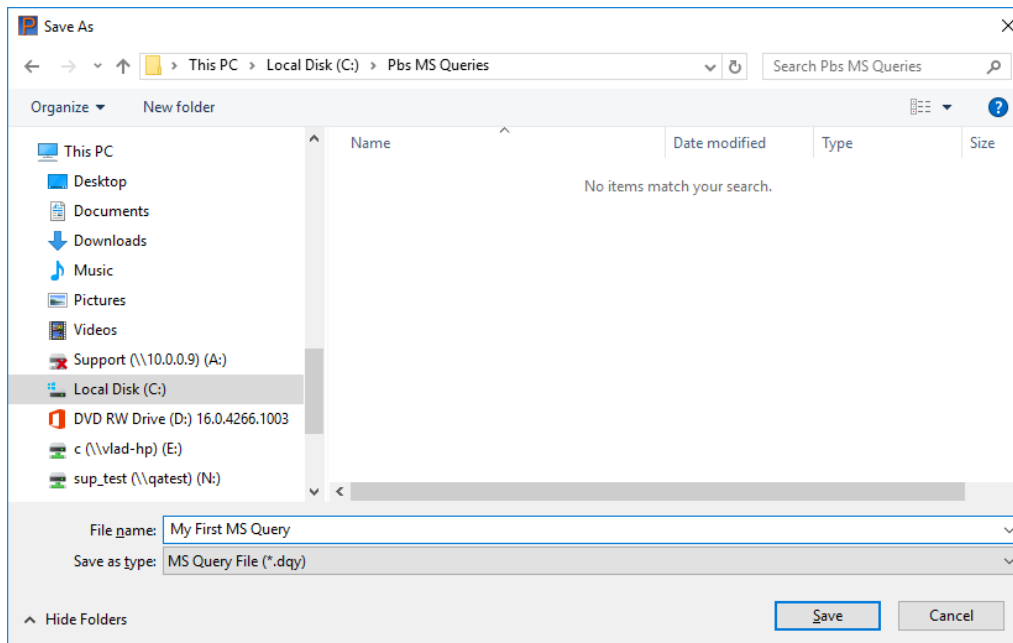 Save As
This PC > Local Disk (C:) > Pbs MS Queries
Search Pbs MS Queries
Organize
New folder
Name
Date modified
Type
Size
No items match your search.
This PC
Desktop
Documents
Downloads
Music
Pictures
Videos
Support (\\10.0.0.9) (A:)
Local Disk (C:)
DVD RW Drive (D:) 16.0.4266.1003
c (\\vlad-hp) (E:)
sup_test (\\qatest) (N:)
File name: My First MS Query
Save as type: MS Query File (*.dqy)
Hide Folders
Save
Cancel